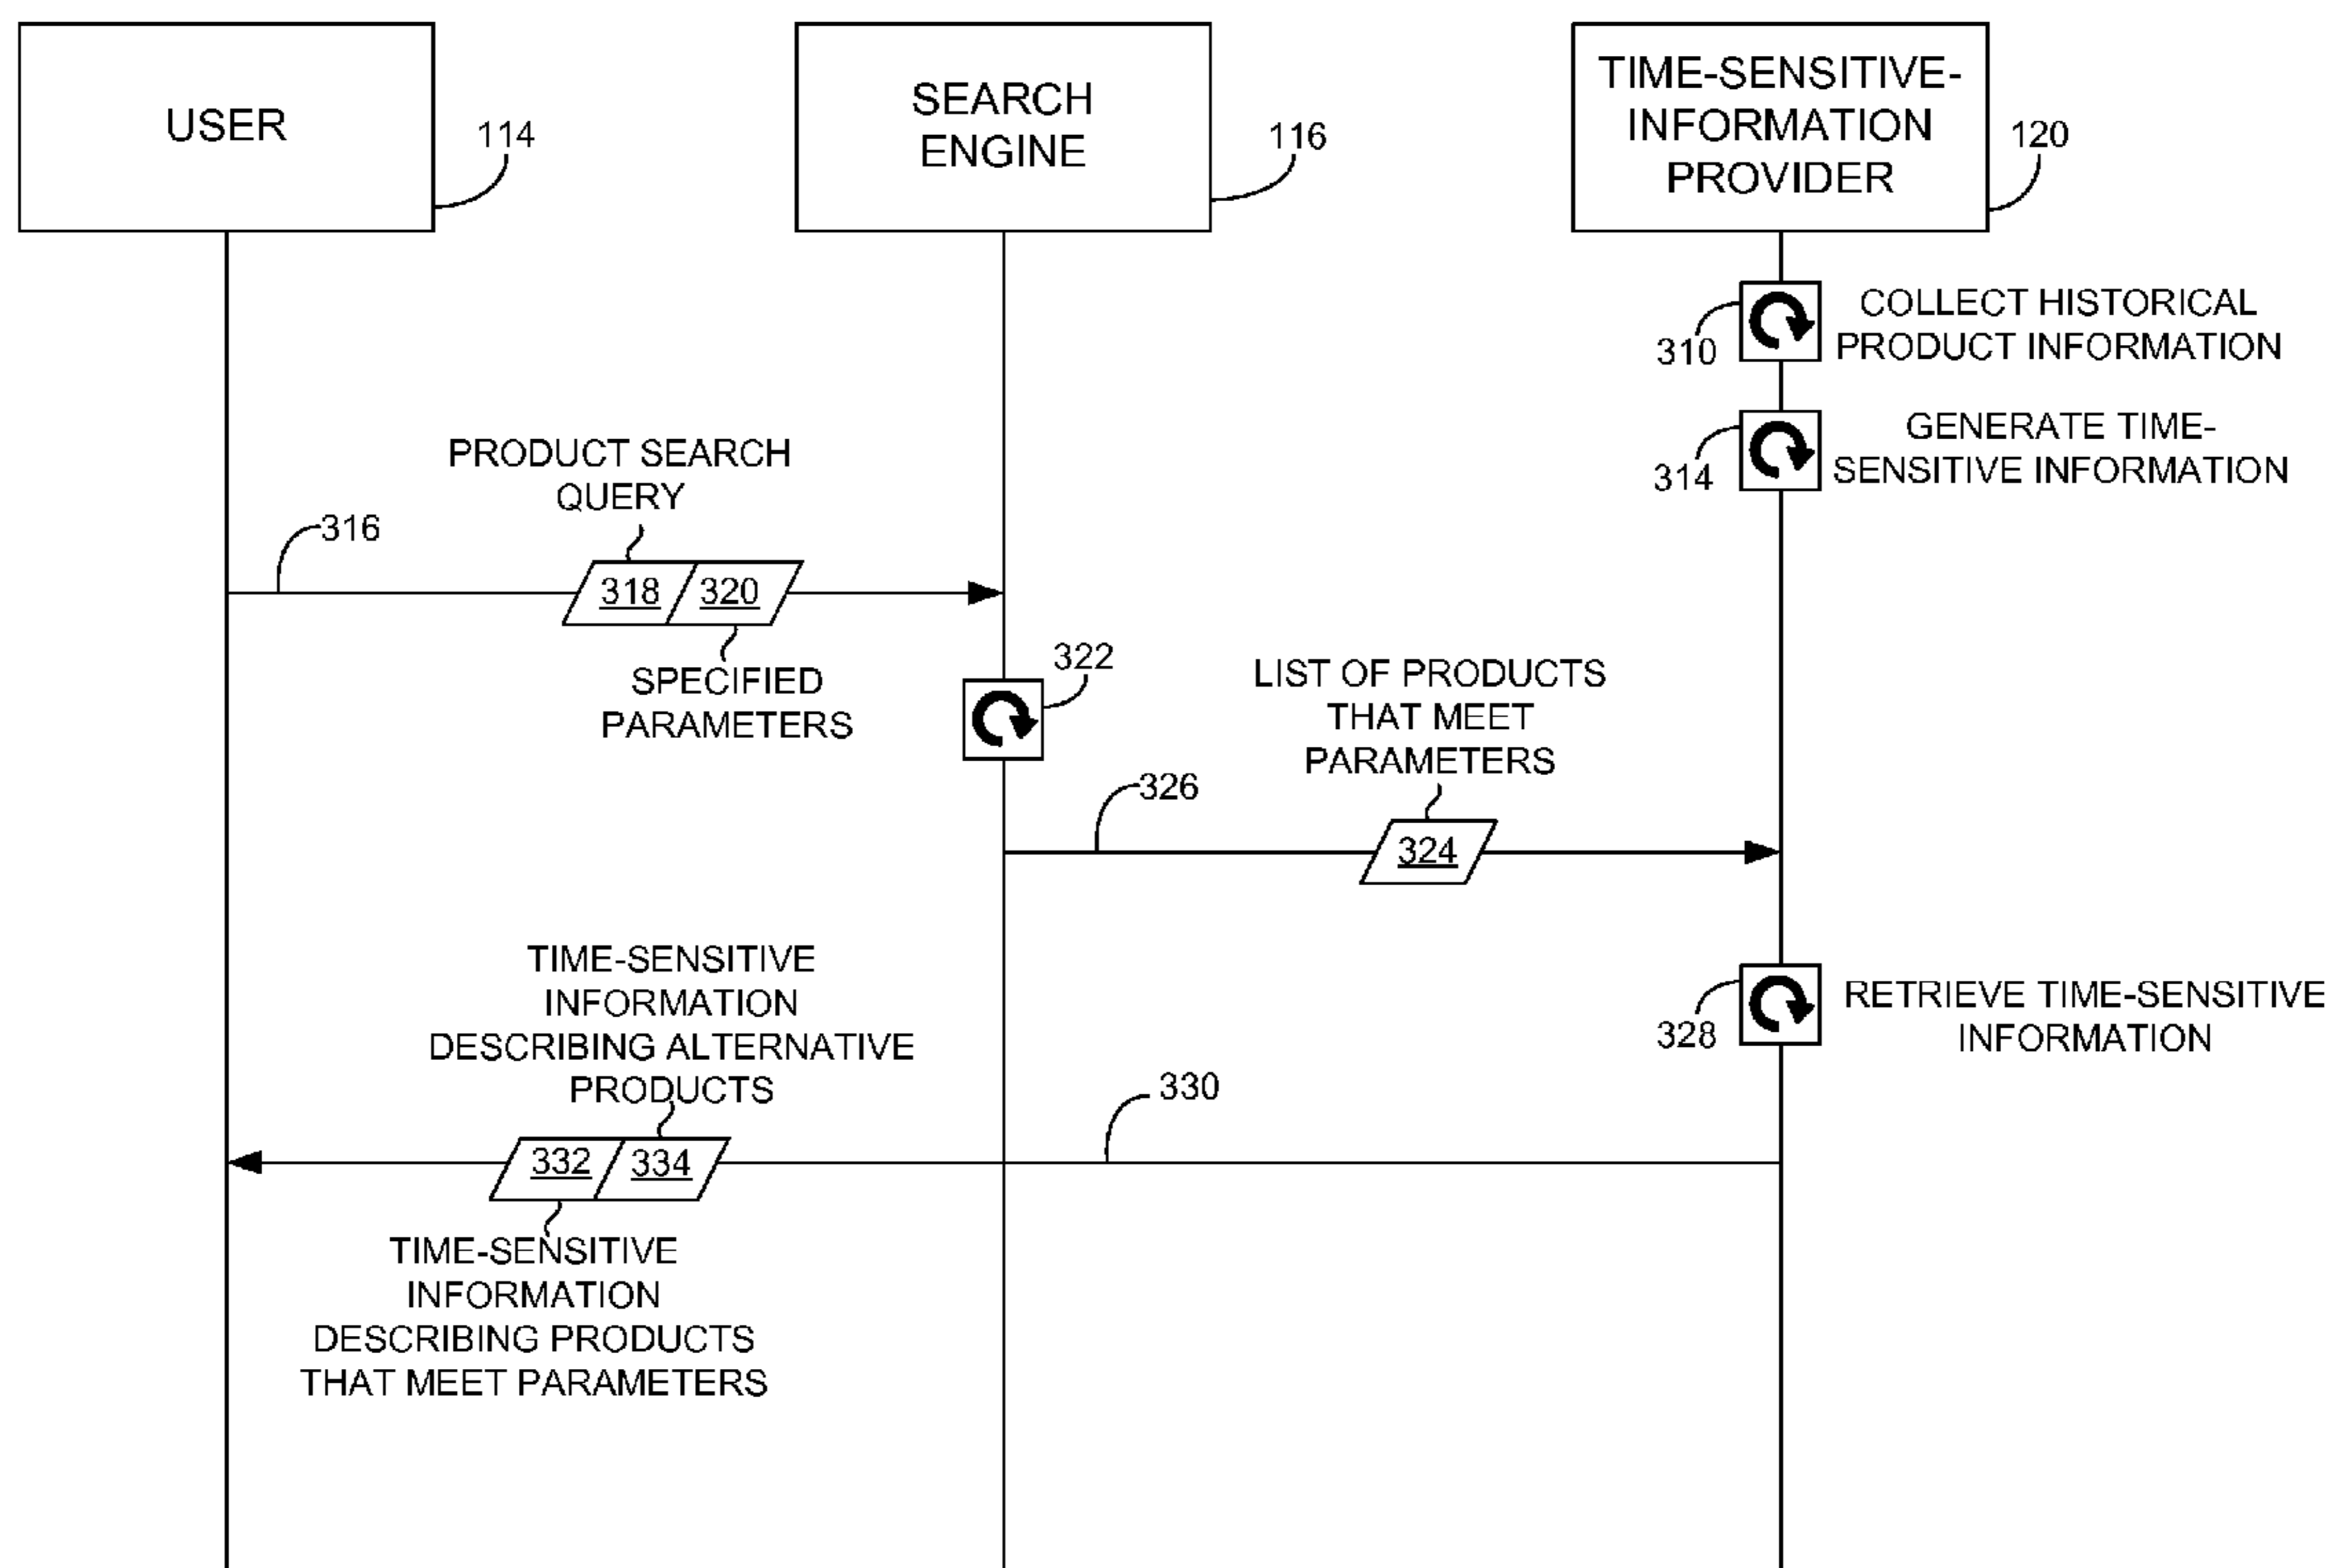 USER
114
SEARCH
ENGINE
116
TIME-SENSITIVE-
INFORMATION
PROVIDER
120
310
COLLECT HISTORICAL
PRODUCT INFORMATION
314
GENERATE TIME-
SENSITIVE INFORMATION
PRODUCT SEARCH
QUERY
316
318
320
SPECIFIED
PARAMETERS
322
LIST OF PRODUCTS
THAT MEET
PARAMETERS
326
324
328
RETRIEVE TIME-SENSITIVE
INFORMATION
TIME-SENSITIVE
INFORMATION
DESCRIBING ALTERNATIVE
PRODUCTS
330
332
334
TIME-SENSITIVE
INFORMATION
DESCRIBING PRODUCTS
THAT MEET PARAMETERS